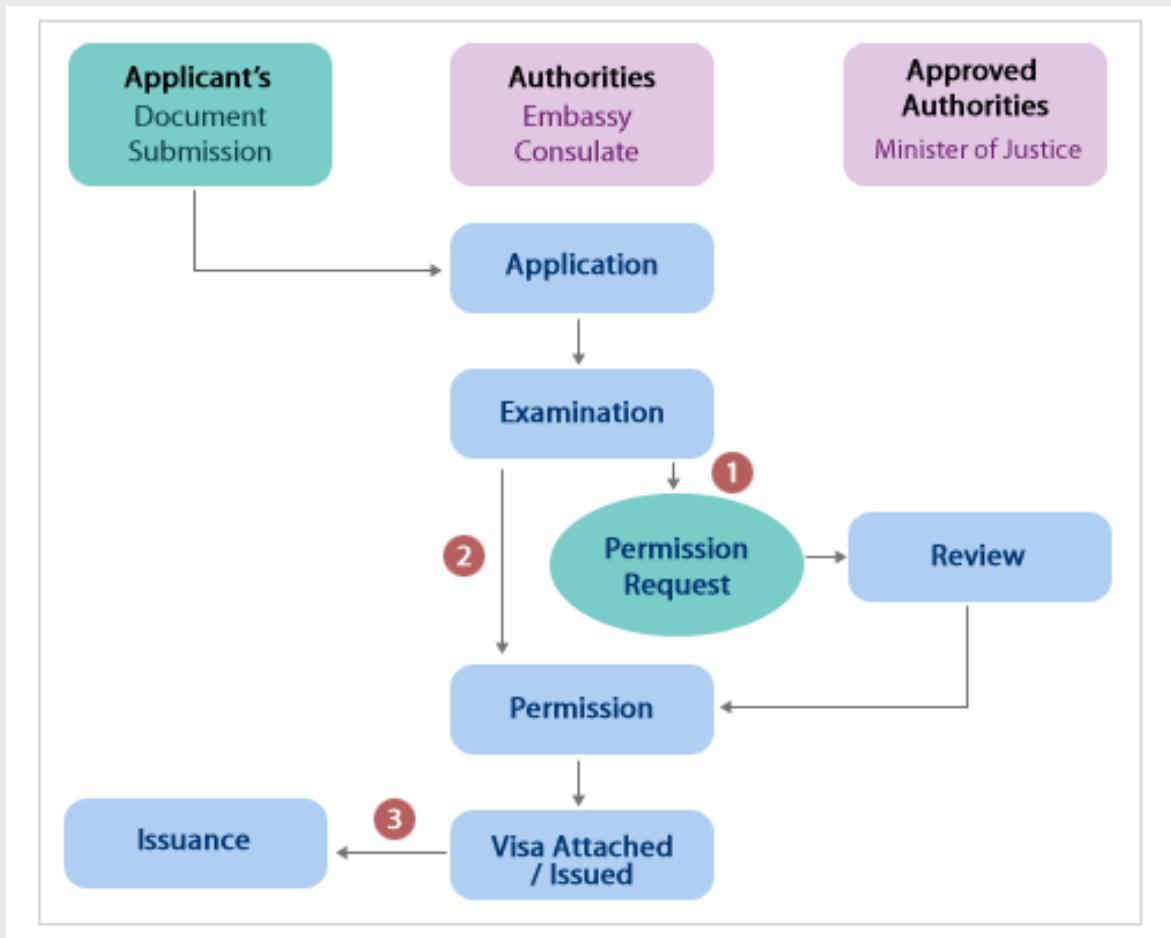 Applicant's
Document
Submission
Authorities
Embassy
Consulate
Approved
Authorities
Minister of Justice
Application
Examination
1
2
Permission
Request
Review
Permission
3
Issuance
Visa Attached
/ Issued